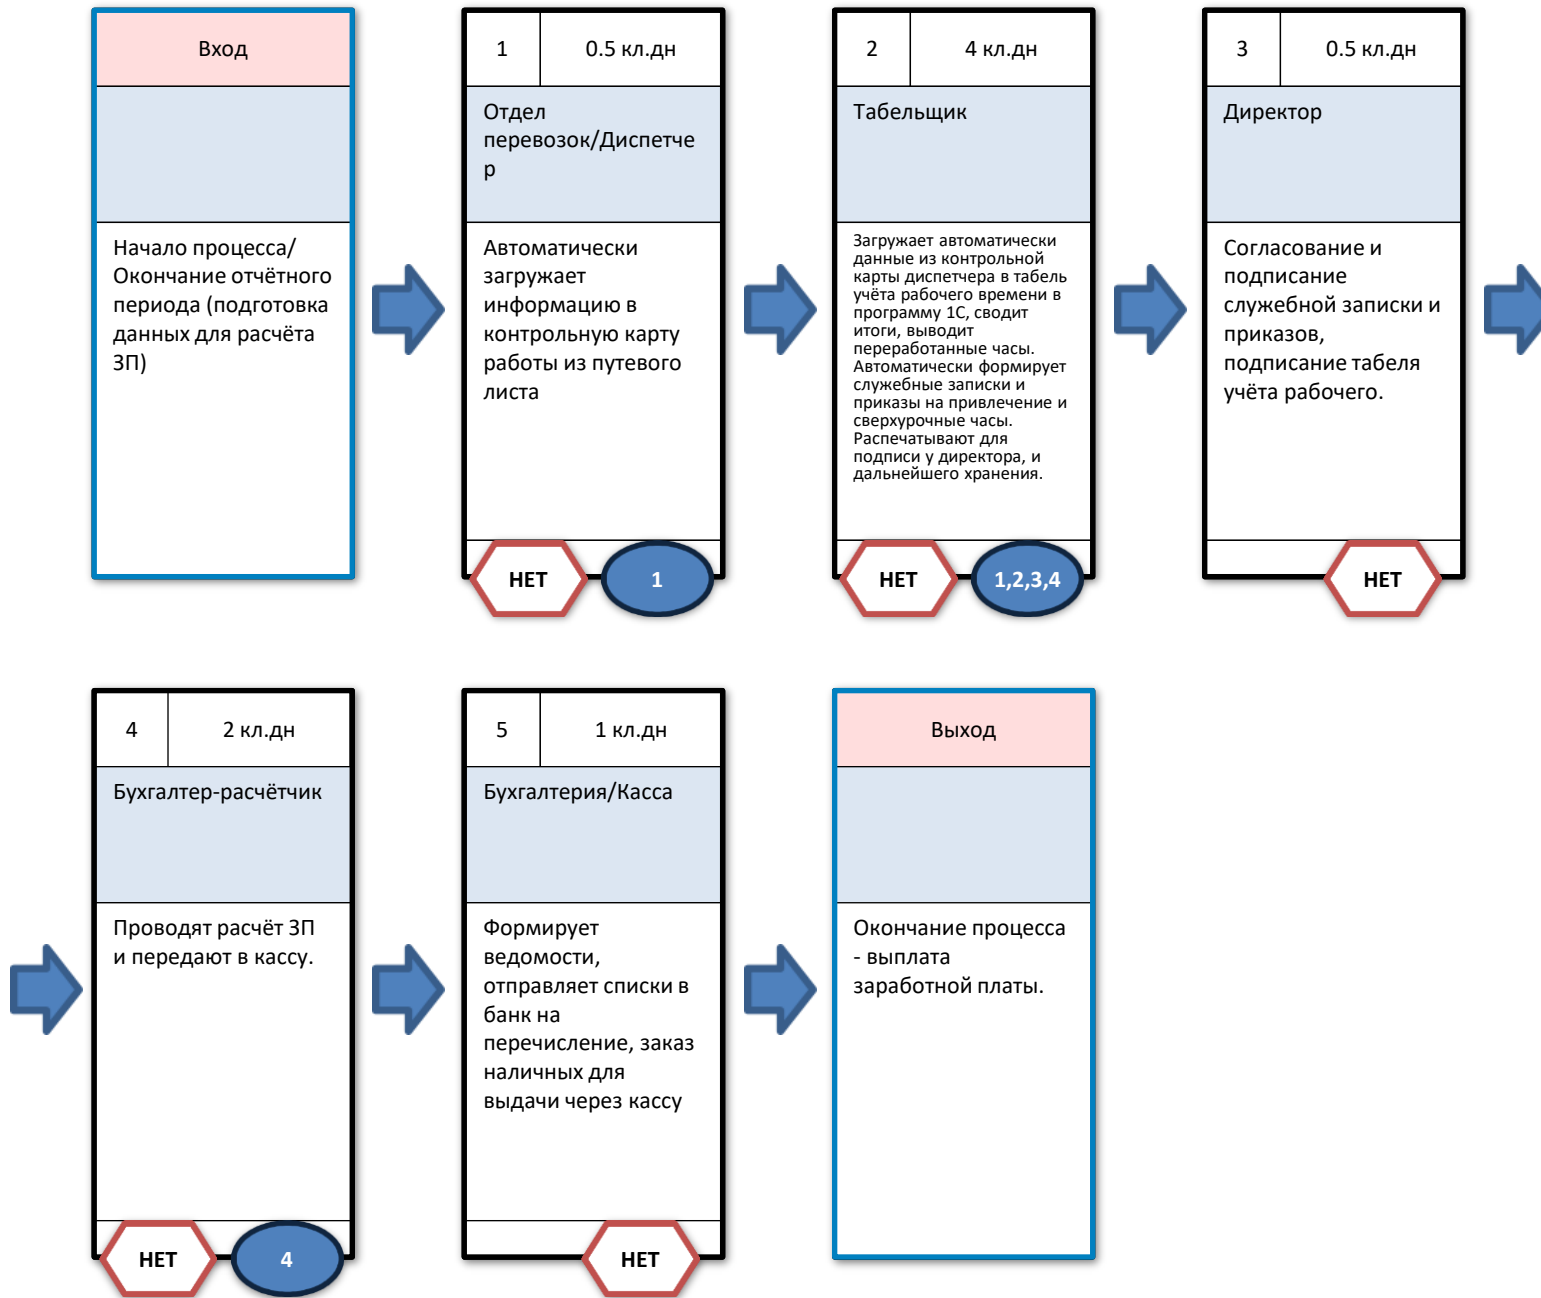 Вход
Начало процесса/
Окончание отчётного
периода (подготовка
данных для расчёта
ЗП)
1
0.5 кл.дн
Отдел
перевозок/Диспетче
р
Автоматически
загружает
информацию в
контрольную карту
работы из путевого
листа
НЕТ
1
2
4 кл.дн
Табельщик
Загружает автоматически
данные из контрольной
карты диспетчера в табель
учёта рабочего времени в
программу 1С, сводит
итоги, выводит
переработанные часы.
Автоматически формирует
служебные записки и
приказы на привлечение и
сверхурочные часы.
Распечатывают для
подписи у директора, и
дальнейшего хранения.
НЕТ
1,2,3,4
3
0.5 кл.дн
Директор
Согласование и
подписание
служебной записки и
приказов,
подписание табеля
учёта рабочего.
НЕТ
4
2 кл.дн
Бухгалтер-расчётчик
Проводят расчёт ЗП
и передают в кассу.
НЕТ
4
5
1 кл.дн
Бухгалтерия/Касса
Формирует
ведомости,
отправляет списки в
банк на
перечисление, заказ
наличных для
выдачи через кассу
НЕТ
Выход
Окончание процесса
- выплата
заработной платы.